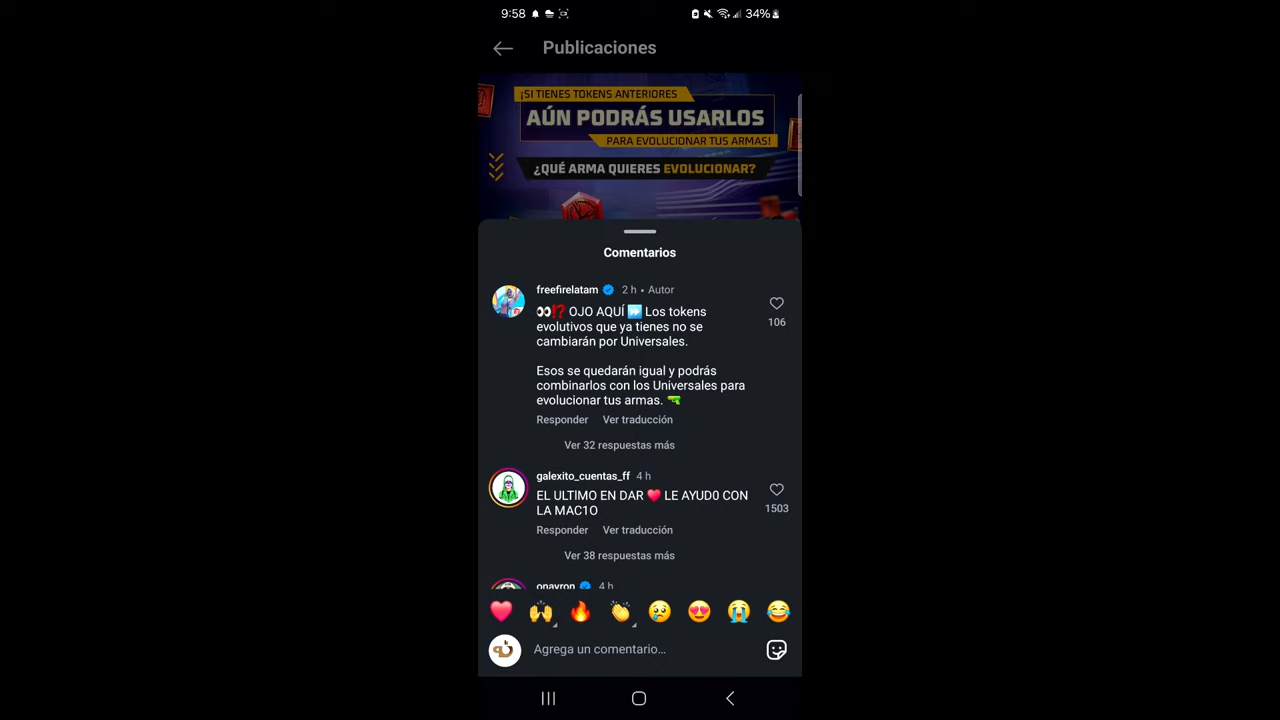 9:58
34%
Publicaciones
¡SI TIENES TOKENS ANTERIORES
AÚN PODRÁS USARLOS
PARA EVOLUCIONAR TUS ARMAS!
¿QUÉ ARMA QUIERES EVOLUCIONAR?
Comentarios
freefirelatam 2 h • Autor
👀⁉️ OJO AQUÍ ⏩ Los tokens
evolutivos que ya tienes no se
cambiarán por Universales.
106
Esos se quedarán igual y podrás
combinarlos con los Universales para
evolucionar tus armas. 🔫
Responder Ver traducción
Ver 32 respuestas más
galexito_cuentas_ff 4 h
EL ULTIMO EN DAR ❤️ LE AYUD0 CON
LA MAC1O
1503
Responder Ver traducción
Ver 38 respuestas más
onayron 4 h
Agrega un comentario...